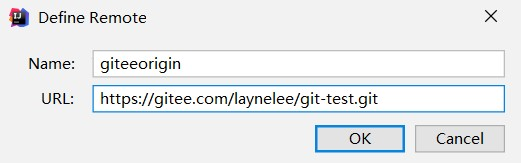 Define Remote
Name: giteeorigin
URL: https://gitee.com/laynelee/git-test.git
OK Cancel